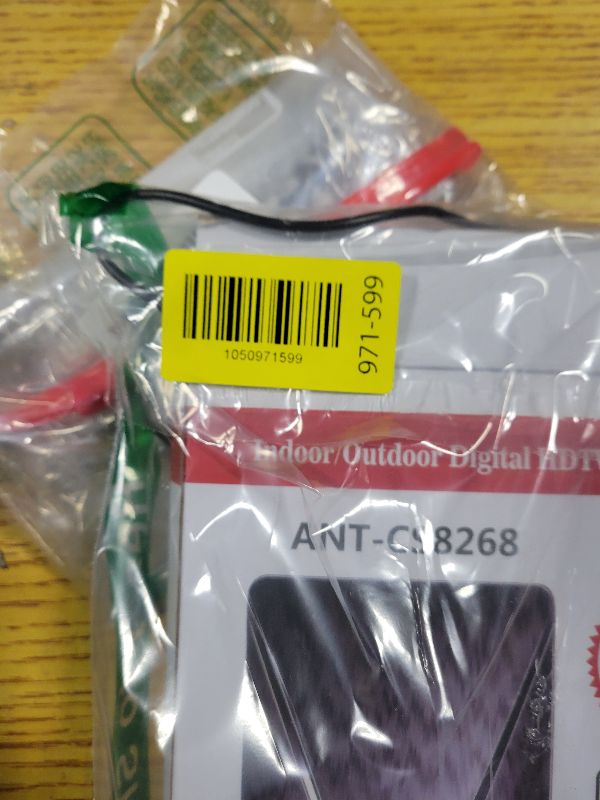 1050971599
971-599
Indoor/Outdoor Digital HDTV
ANT-CS8268